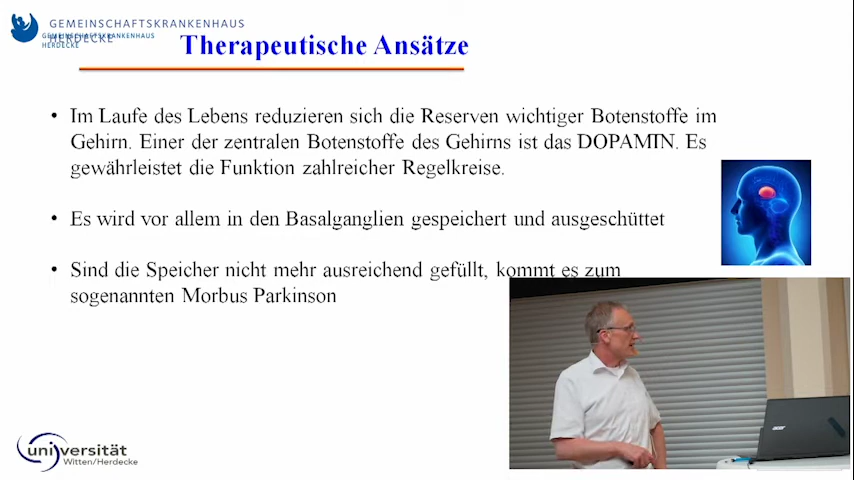 GEMEINSCHAFTSKRANKENHAUS
HERDECKE
GEMEINSCHAFTSKRANKENHAUS
HERDECKE
Therapeutische Ansätze
• Im Laufe des Lebens reduzieren sich die Reserven wichtiger Botenstoffe im
Gehirn. Einer der zentralen Botenstoffe des Gehirns ist das DOPAMIN. Es
gewährleistet die Funktion zahlreicher Regelkreise.
• Es wird vor allem in den Basalganglien gespeichert und ausgeschüttet
• Sind die Speicher nicht mehr ausreichend gefüllt, kommt es zum
sogenannten Morbus Parkinson
acer
universität
Witten/Herdecke